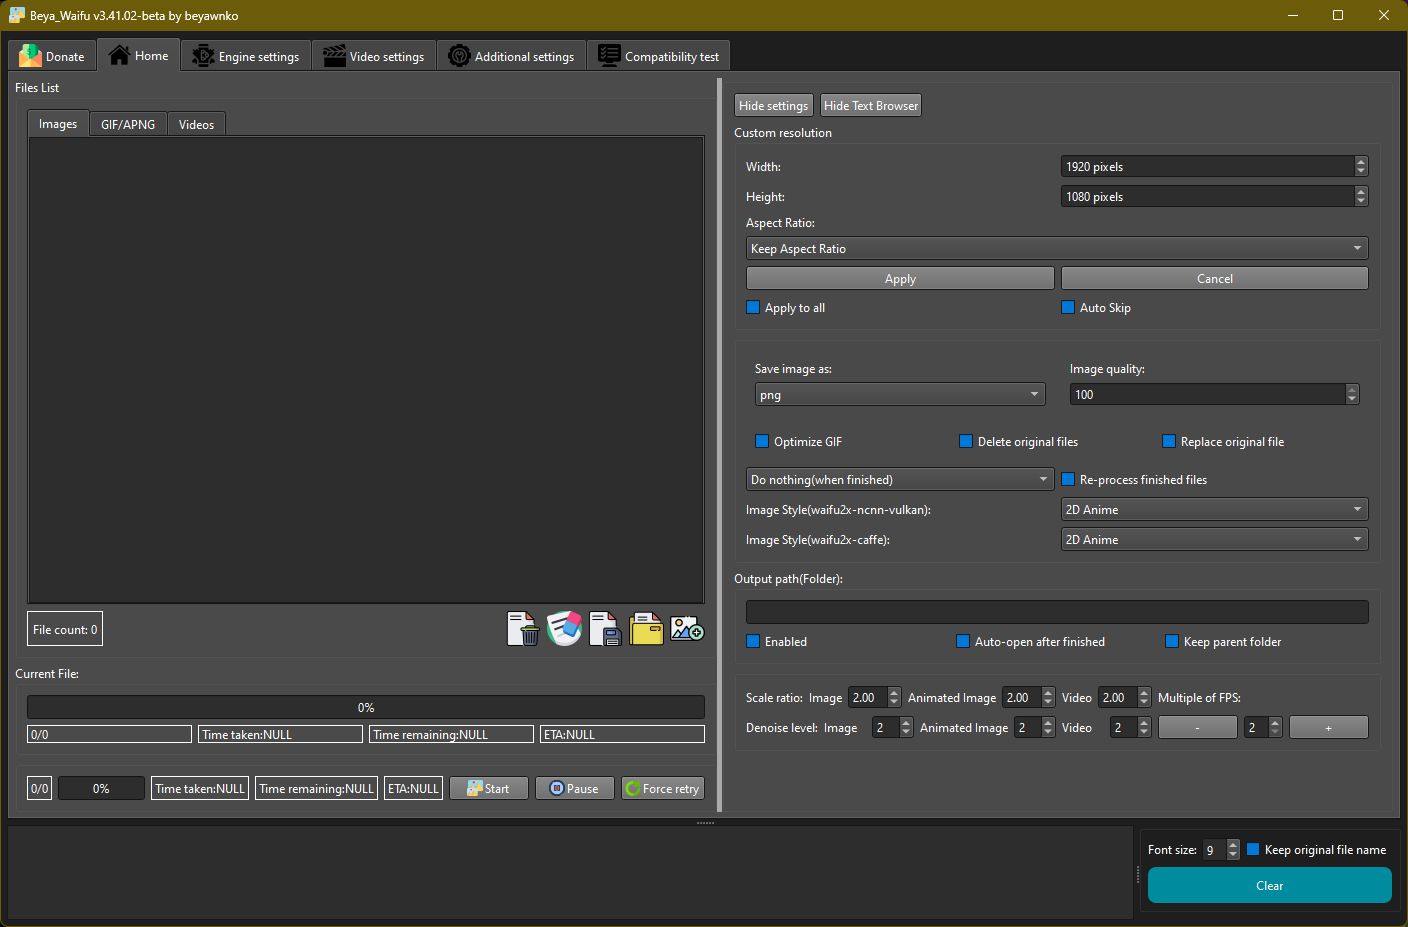 Beya_Waifu v3.41.02-beta by beyawnko
Donate
Home
Engine settings
Video settings
Additional settings
Compatibility test
Files List
Images
GIF/APNG
Videos
File count: 0
Current File:
0%
0/0
Time taken:NULL
Time remaining:NULL
ETA:NULL
0/0
0%
Time taken:NULL
Time remaining:NULL
ETA:NULL
Start
Pause
Force retry
Hide settings
Hide Text Browser
Custom resolution
Width:
1920 pixels
Height:
1080 pixels
Aspect Ratio:
Keep Aspect Ratio
Apply
Cancel
Apply to all
Auto Skip
Save image as:
Image quality:
png
100
Optimize GIF
Delete original files
Replace original file
Do nothing(when finished)
Re-process finished files
Image Style(waifu2x-ncnn-vulkan):
2D Anime
Image Style(waifu2x-caffe):
2D Anime
Output path(Folder):
Enabled
Auto-open after finished
Keep parent folder
Scale ratio: Image 2.00 Animated Image 2.00 Video 2.00 Multiple of FPS:
Denoise level: Image 2 Animated Image 2 Video 2 - 2 +
Font size: 9
Keep original file name
Clear